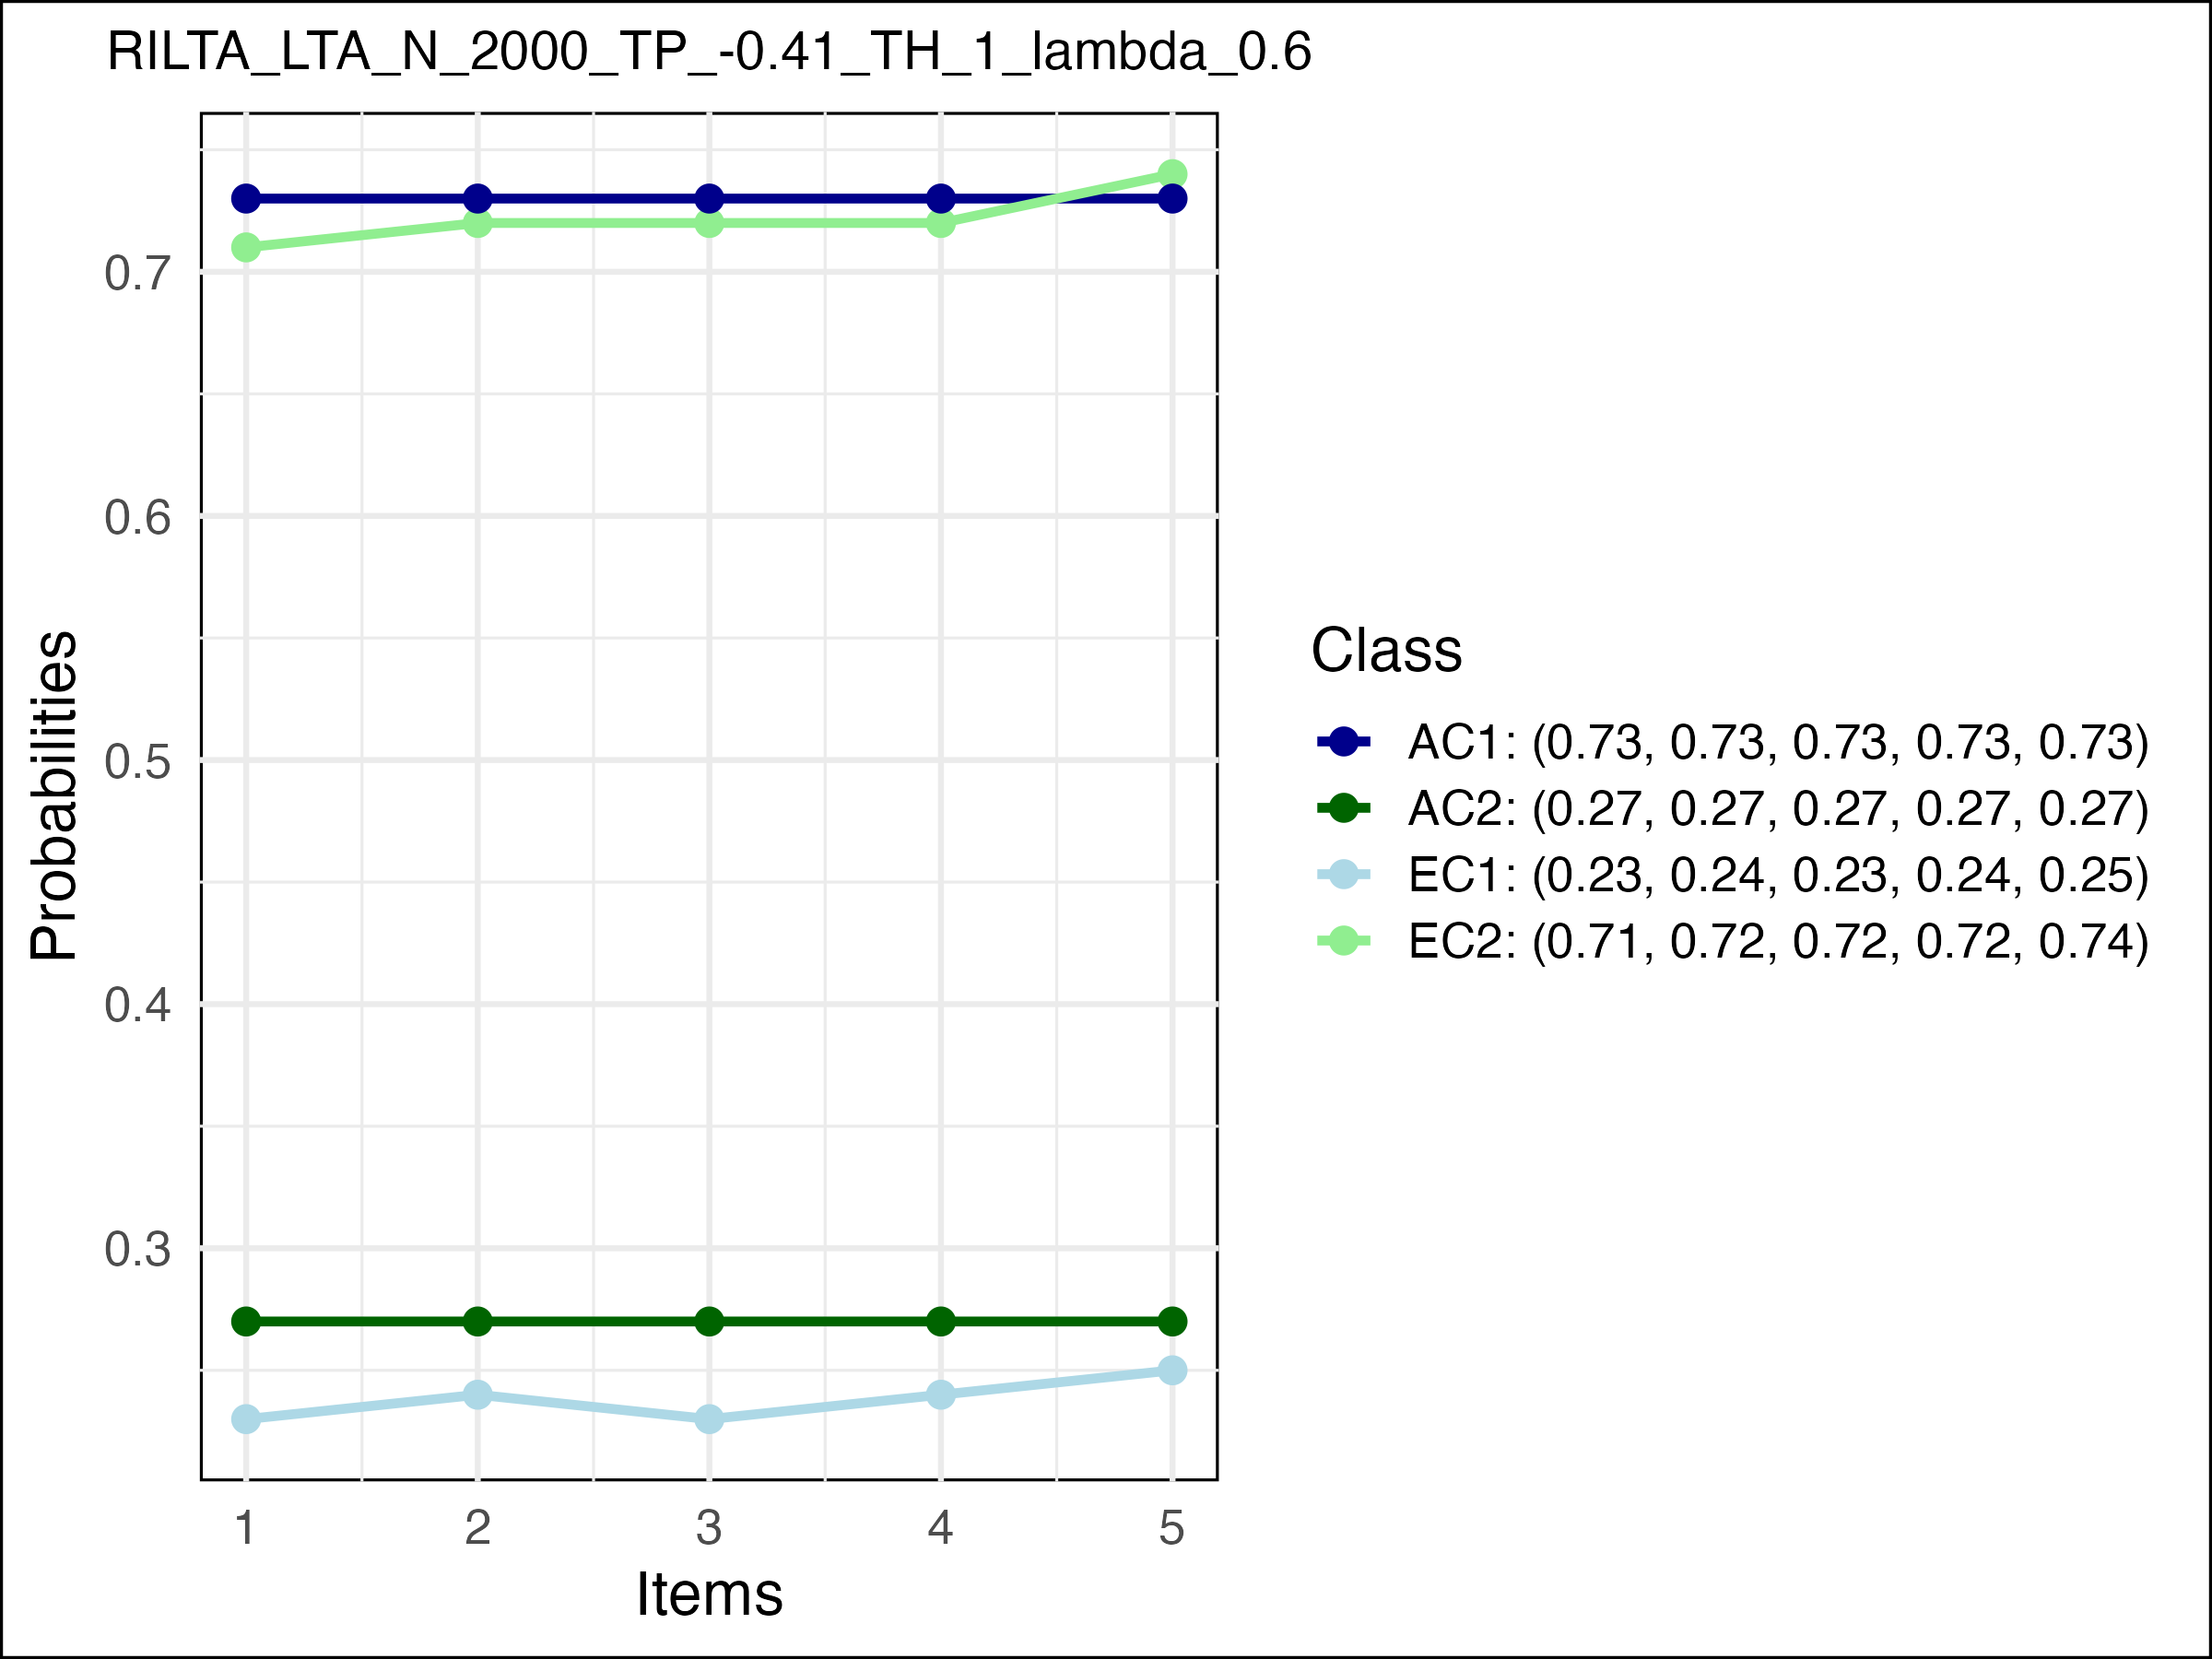 RILTA_LTA_N_2000_TP_-0.41_TH_1_lambda_0.6
Probabilities
0.7
0.6
0.5
0.4
0.3
1 2 3 4 5
Items
Class
AC1: (0.73, 0.73, 0.73, 0.73, 0.73)
AC2: (0.27, 0.27, 0.27, 0.27, 0.27)
EC1: (0.23, 0.24, 0.23, 0.24, 0.25)
EC2: (0.71, 0.72, 0.72, 0.72, 0.74)